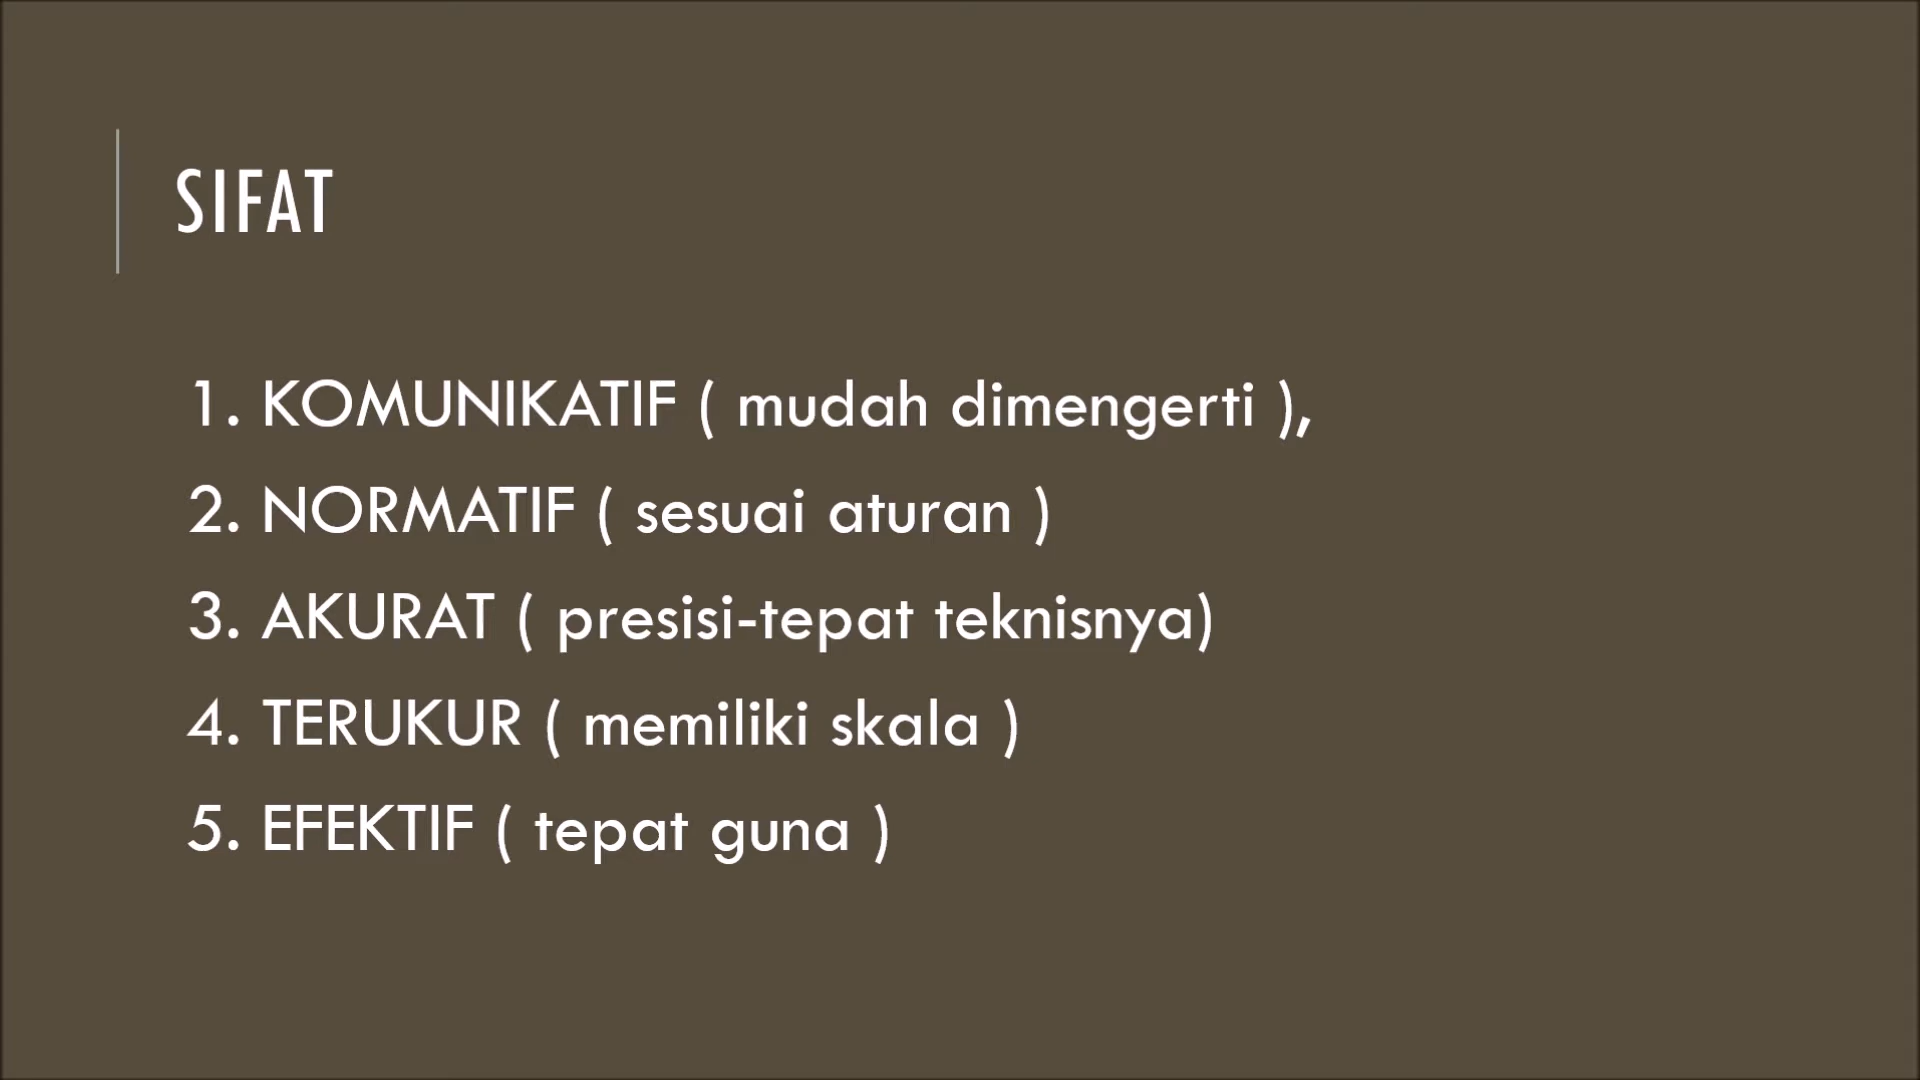 SIFAT
1. KOMUNIKATIF ( mudah dimengerti ),
2. NORMATIF ( sesuai aturan )
3. AKURAT ( presisi-tepat teknisnya)
4. TERUKUR ( memiliki skala )
5. EFEKTIF ( tepat guna )